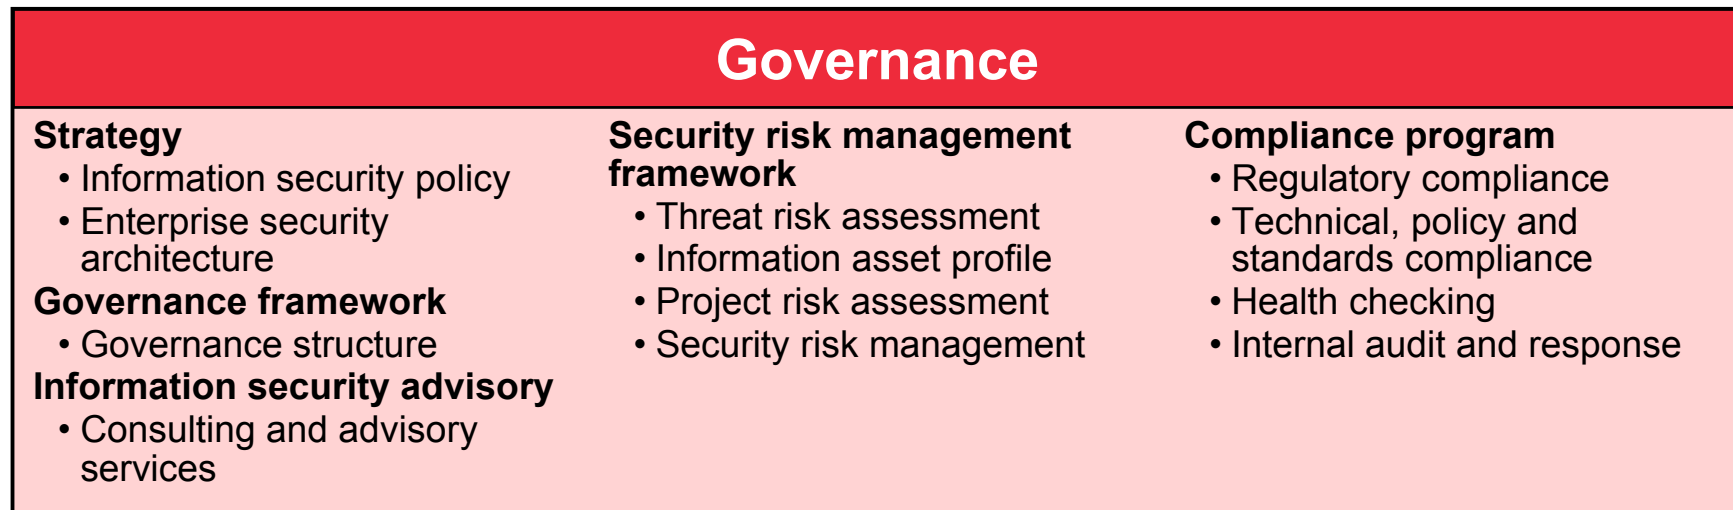 Governance
Strategy
• Information security policy
• Enterprise security
architecture
Governance framework
• Governance structure
Information security advisory
• Consulting and advisory
services
Security risk management
framework
• Threat risk assessment
• Information asset profile
• Project risk assessment
• Security risk management
Compliance program
• Regulatory compliance
• Technical, policy and
standards compliance
• Health checking
• Internal audit and response